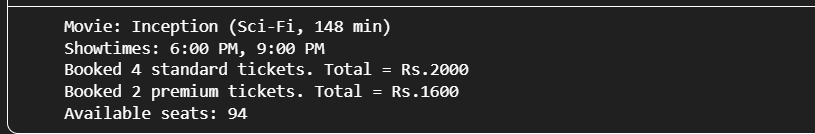 Movie: Inception (Sci-Fi, 148 min)
Showtimes: 6:00 PM, 9:00 PM
Booked 4 standard tickets. Total = Rs.2000
Booked 2 premium tickets. Total = Rs.1600
Available seats: 94